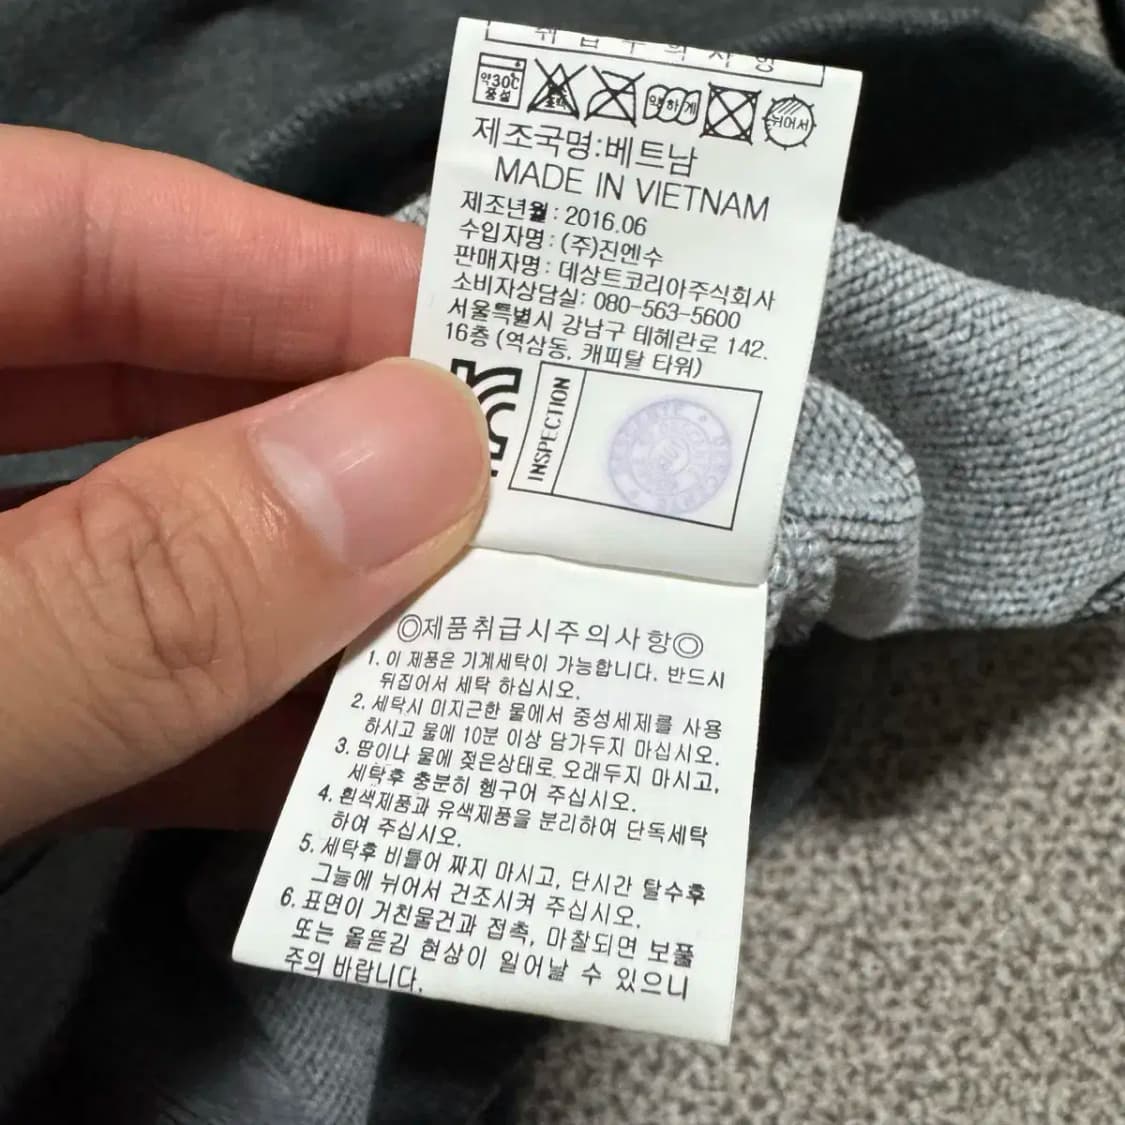 취급주의사항
약30℃
중성
염소
표백
약하게
뉘어서
제조국명:베트남
MADE IN VIETNAM
제조년월 : 2016.06
수입자명 : (주)진엔수
판매자명 : 데상트코리아주식회사
소비자상담실: 080-563-5600
서울특별시 강남구 테헤란로 142.
16층 (역삼동, 캐피탈 타워)
INSPECTION
◎제품취급시주의사항◎
1. 이 제품은 기계세탁이 가능합니다. 반드시
뒤집어서 세탁 하십시오.
2. 세탁시 미지근한 물에서 중성세제를 사용
하시고 물에 10분 이상 담가두지 마십시오.
3. 땀이나 물에 젖은상태로 오래두지 마시고,
세탁후 충분히 헹구어 주십시오.
4. 흰색제품과 유색제품을 분리하여 단독세탁
하여 주십시오.
5. 세탁후 비틀어 짜지 마시고, 단시간 탈수후
그늘에 뉘어서 건조시켜 주십시오.
6. 표면이 거친물건과 접촉, 마찰되면 보풀
또는 올뜯김 현상이 일어날 수 있으니
주의 바랍니다.